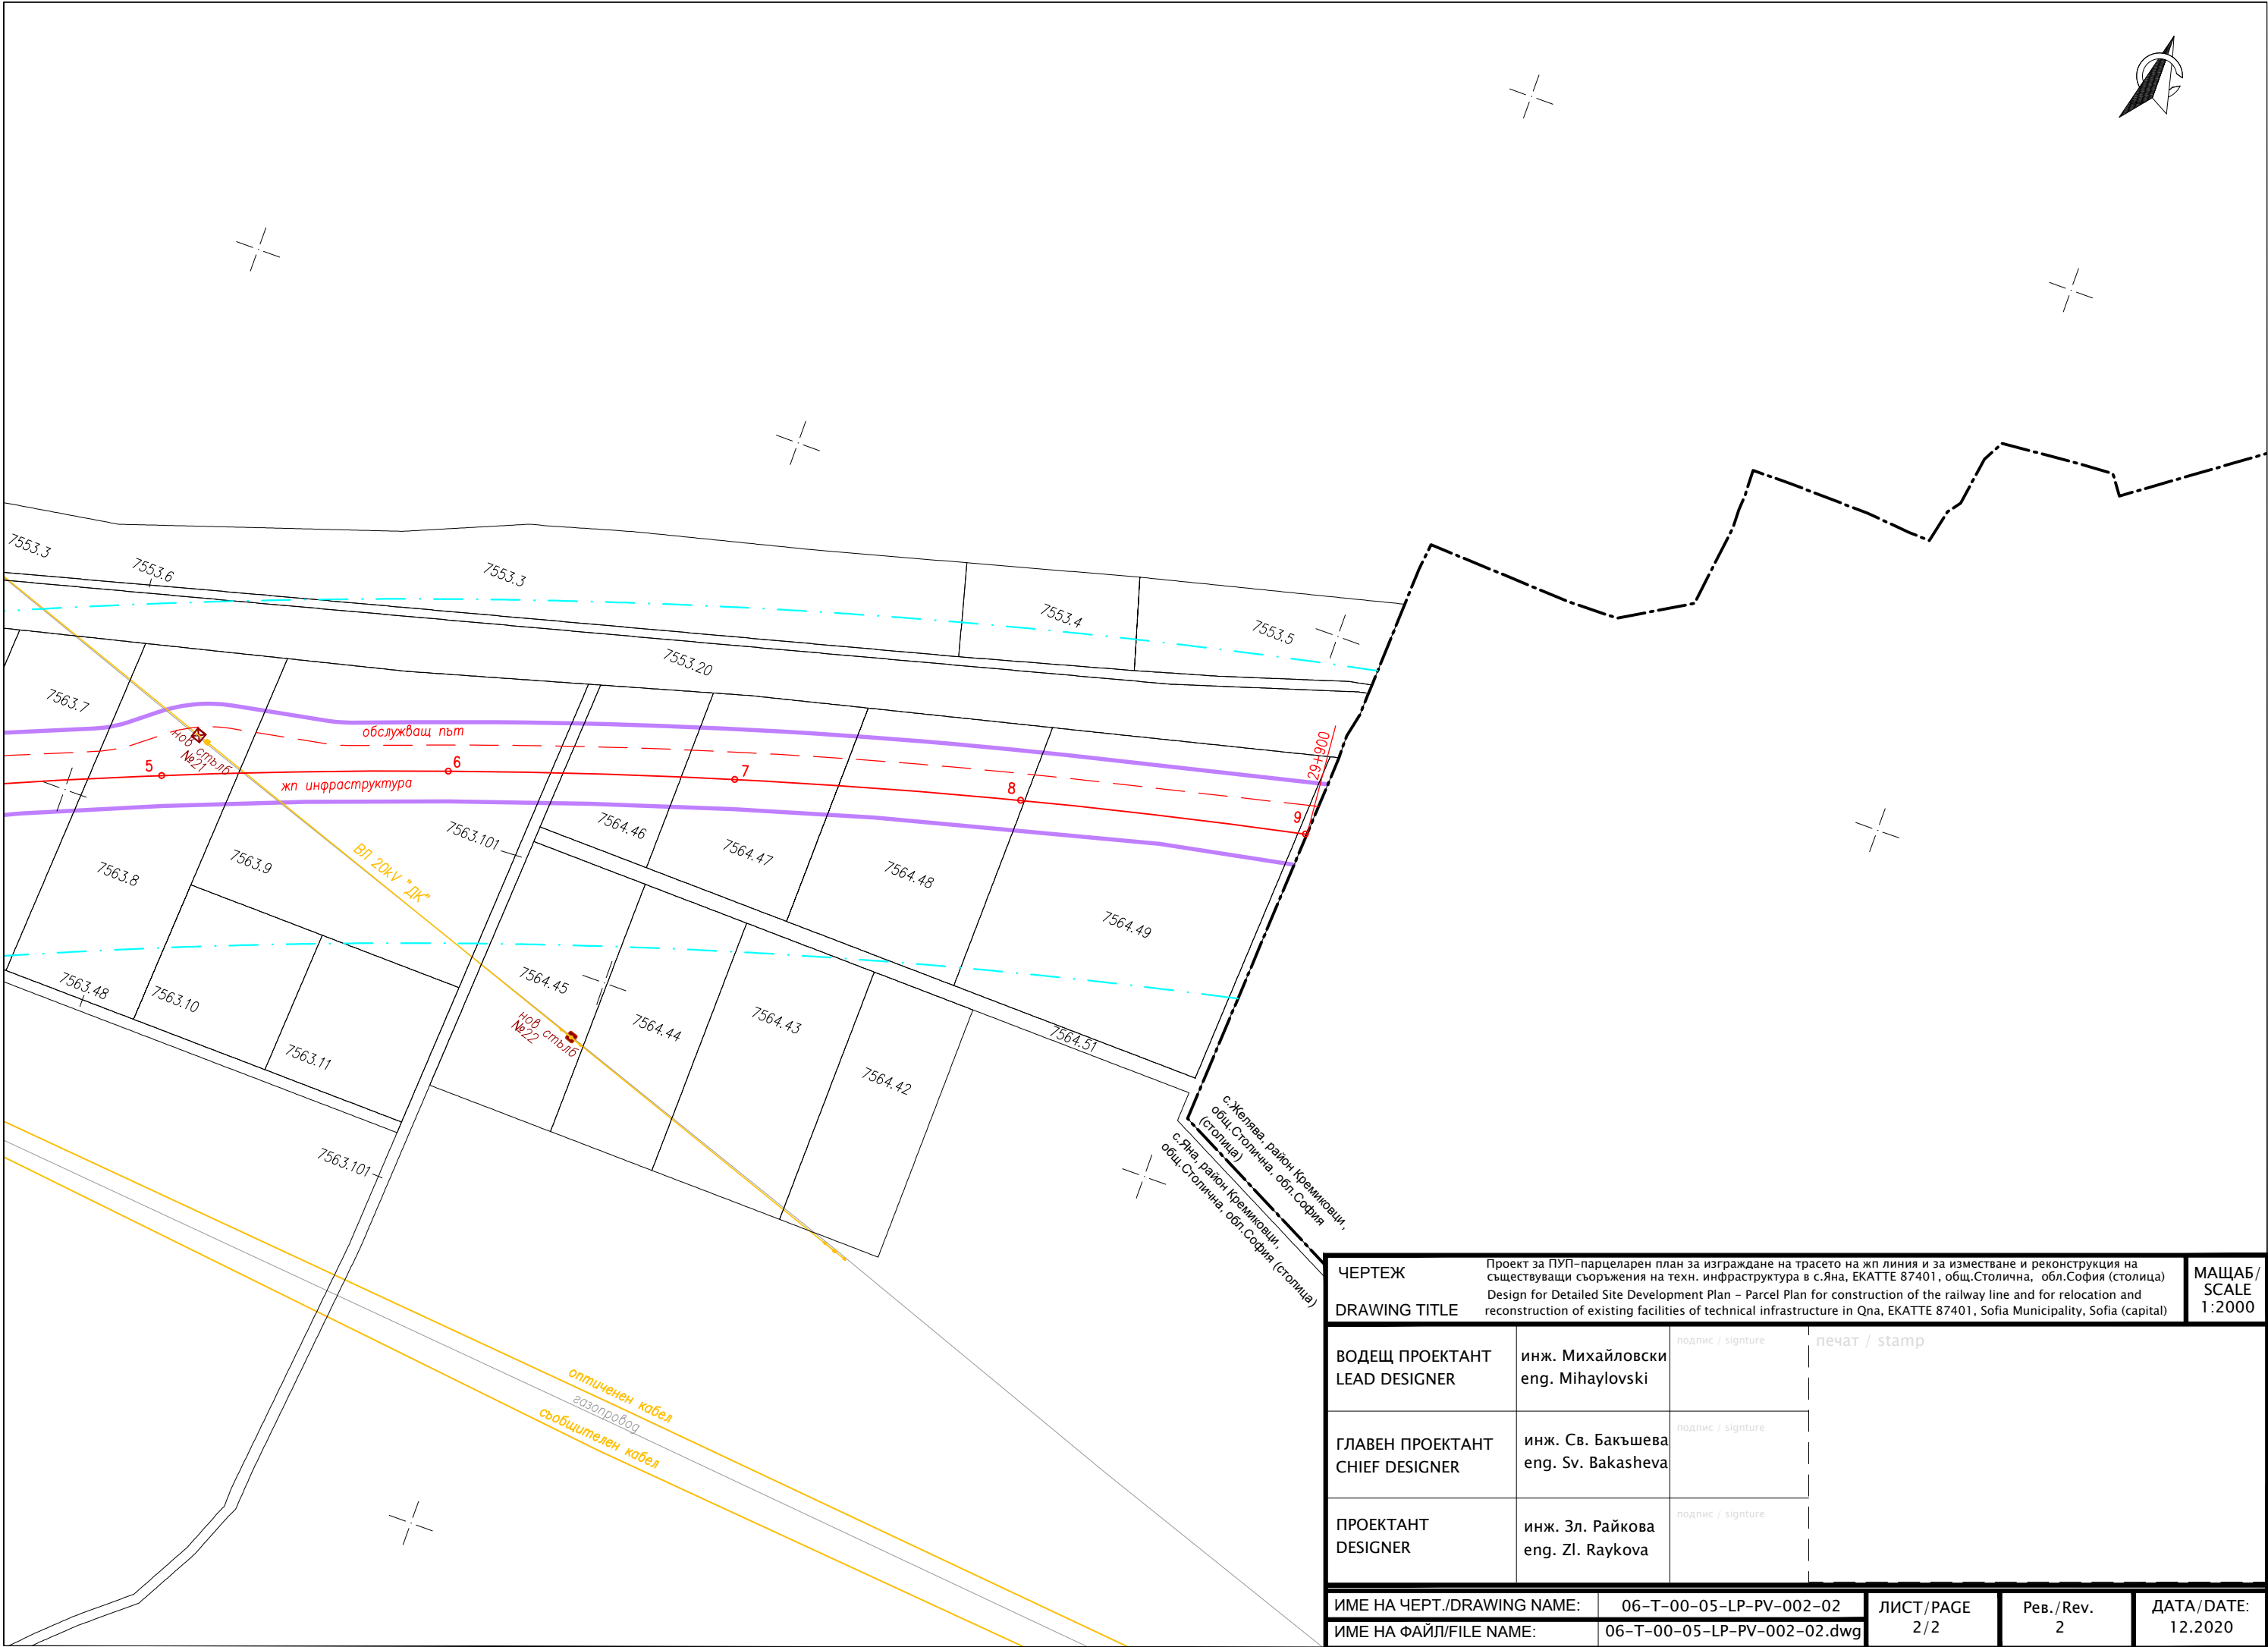 7553.3
7553.6
7553.3
7553.4
7553.5
7553.20
7563.7
обслужващ път
нов стълб
№21
5
6
7
8
9
29+900
жп инфраструктура
7563.101
7564.46
7564.47
7564.48
7564.49
7563.8
7563.9
ВЛ 20kV "ДК"
7563.48
7563.10
7563.11
7564.45
нов стълб
№22
7564.44
7564.43
7564.42
7564.51
7563.101
с.Желява, район Кремиковци,
общ.Столична, обл.София
(столица)
с.Яна, район Кремиковци,
общ.Столична, обл.София (столица)
оптиченен кабел
газопровод
съобщителен кабел
ЧЕРТЕЖ
DRAWING TITLE
Проект за ПУП-парцеларен план за изграждане на трасето на жп линия и за изместване и реконструкция на
съществуващи съоръжения на техн. инфраструктура в с.Яна, ЕКАТТЕ 87401, общ.Столична, обл.София (столица)
Design for Detailed Site Development Plan – Parcel Plan for construction of the railway line and for relocation and
reconstruction of existing facilities of technical infrastructure in Qna, EKATTE 87401, Sofia Municipality, Sofia (capital)
МАЩАБ/
SCALE
1:2000
ВОДЕЩ ПРОЕКТАНТ
LEAD DESIGNER
инж. Михайловски
eng. Mihaylovski
подпис / signture
печат / stamp
ГЛАВЕН ПРОЕКТАНТ
CHIEF DESIGNER
инж. Св. Бакъшева
eng. Sv. Bakasheva
подпис / signture
ПРОЕКТАНТ
DESIGNER
инж. Зл. Райкова
eng. Zl. Raykova
подпис / signture
ИМЕ НА ЧЕРТ./DRAWING NAME:
06-T-00-05-LP-PV-002-02
ИМЕ НА ФАЙЛ/FILE NAME:
06-T-00-05-LP-PV-002-02.dwg
ЛИСТ/PAGE
2/2
Рев./Rev.
2
ДАТА/DATE:
12.2020